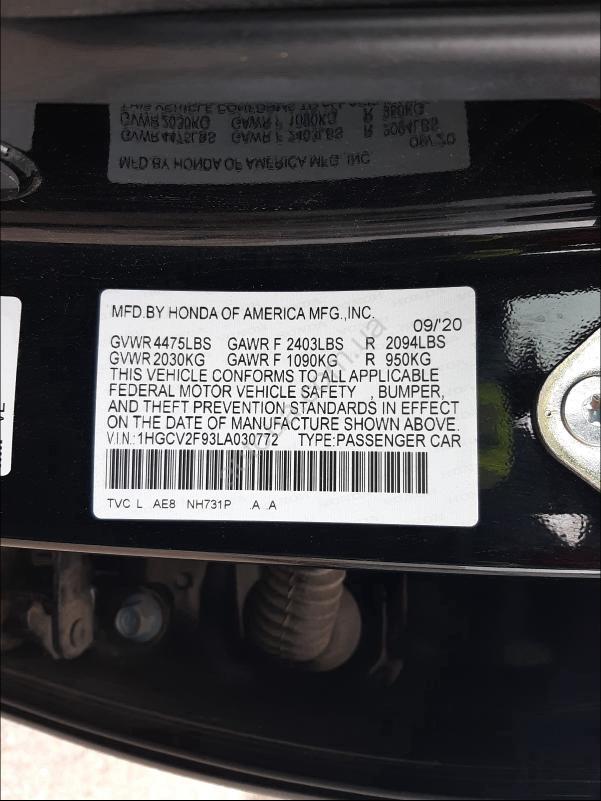 MFD.BY HONDA OF AMERICA MFG.,INC.
09/'20
GVWR 4475LBS GAWR F 2403LBS R 2094LBS
GVWR 2030KG GAWR F 1090KG R 950KG
THIS VEHICLE CONFORMS TO ALL APPLICABLE
FEDERAL MOTOR VEHICLE SAFETY , BUMPER,
AND THEFT PREVENTION STANDARDS IN EFFECT
ON THE DATE OF MANUFACTURE SHOWN ABOVE.
V.I.N.:1HGCV2F93LA030772 TYPE:PASSENGER CAR
TVC L AE8 NH731P .A .A